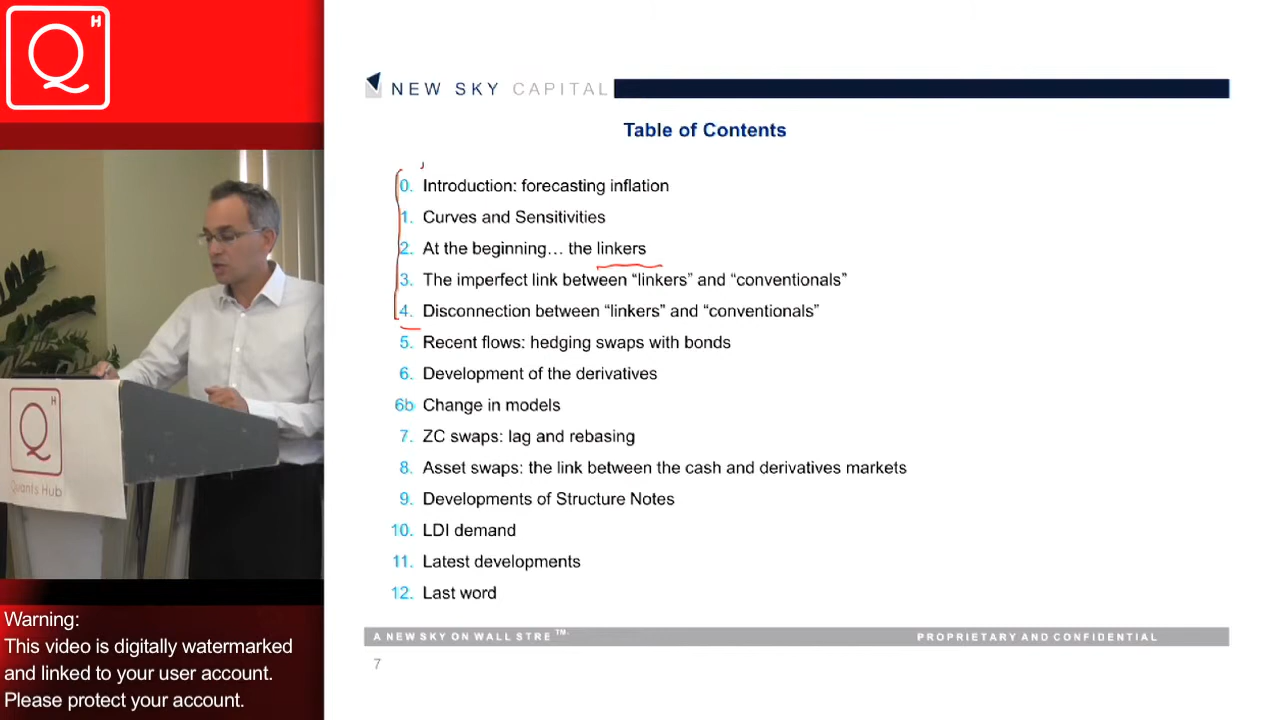 Q H
NEW SKY CAPITAL
Table of Contents
0. Introduction: forecasting inflation
1. Curves and Sensitivities
2. At the beginning… the linkers
3. The imperfect link between “linkers” and “conventionals”
4. Disconnection between “linkers” and “conventionals”
5. Recent flows: hedging swaps with bonds
6. Development of the derivatives
6b Change in models
7. ZC swaps: lag and rebasing
8. Asset swaps: the link between the cash and derivatives markets
9. Developments of Structure Notes
10. LDI demand
11. Latest developments
12. Last word
A NEW SKY ON WALL STRE TM.
PROPRIETARY AND CONFIDENTIAL
7
Q H
Quants Hub
Warning:
This video is digitally watermarked
and linked to your user account.
Please protect your account.